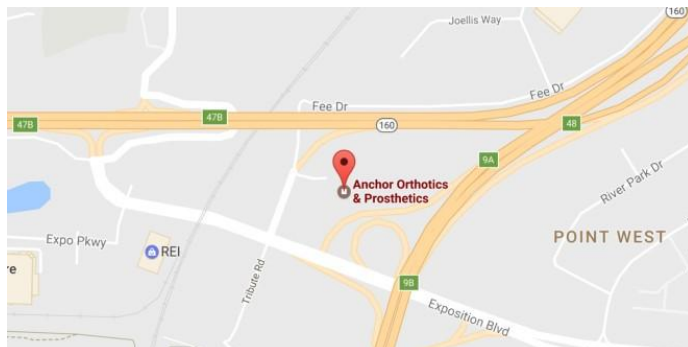 160
Joellis Way
Fee Dr
Fee Dr
47B
47B
160
48
9A
Anchor Orthotics
& Prosthetics
River Park Dr
POINT WEST
Expo Pkwy
REI
re
Tribute Rd
9B
Exposition Blvd